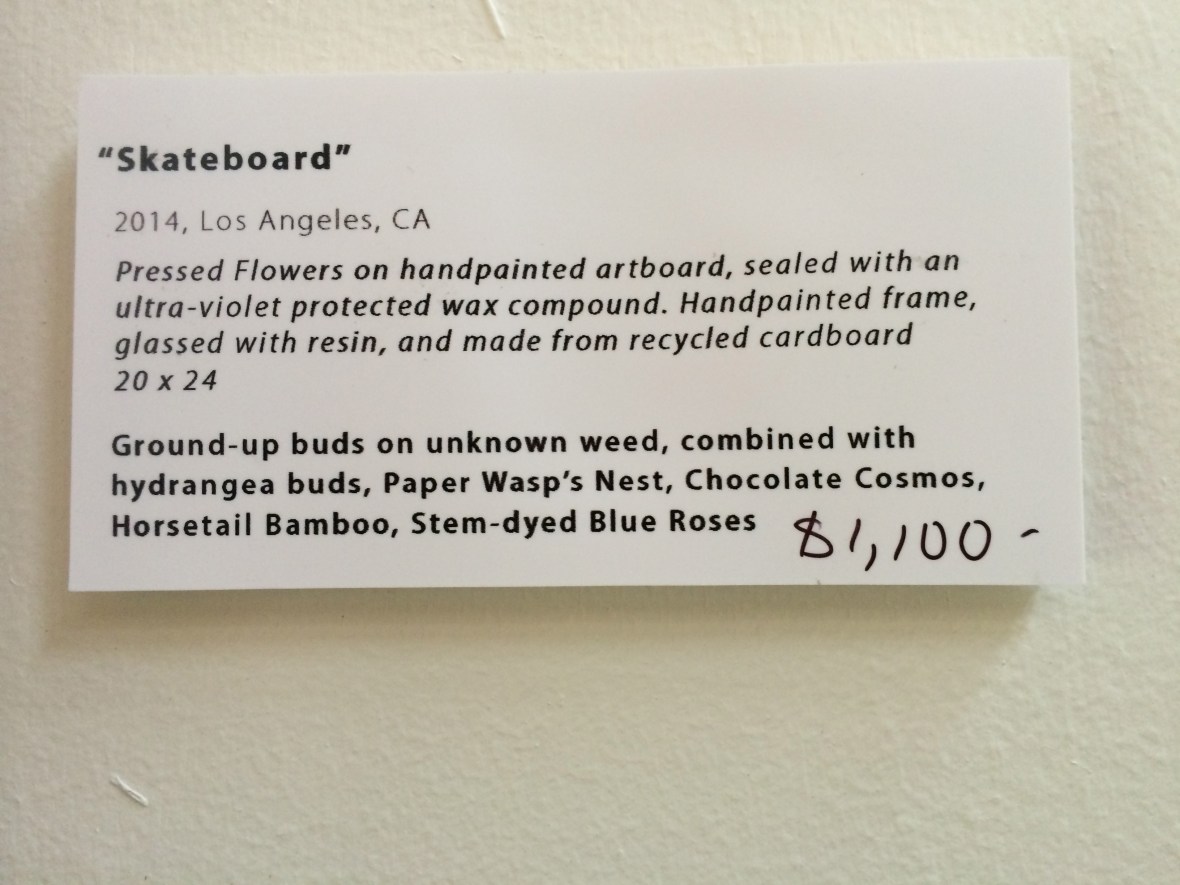 “Skateboard”
2014, Los Angeles, CA
Pressed Flowers on handpainted artboard, sealed with an
ultra-violet protected wax compound. Handpainted frame,
glassed with resin, and made from recycled cardboard
20 x 24
Ground-up buds on unknown weed, combined with
hydrangea buds, Paper Wasp’s Nest, Chocolate Cosmos,
Horsetail Bamboo, Stem-dyed Blue Roses $1,100 -